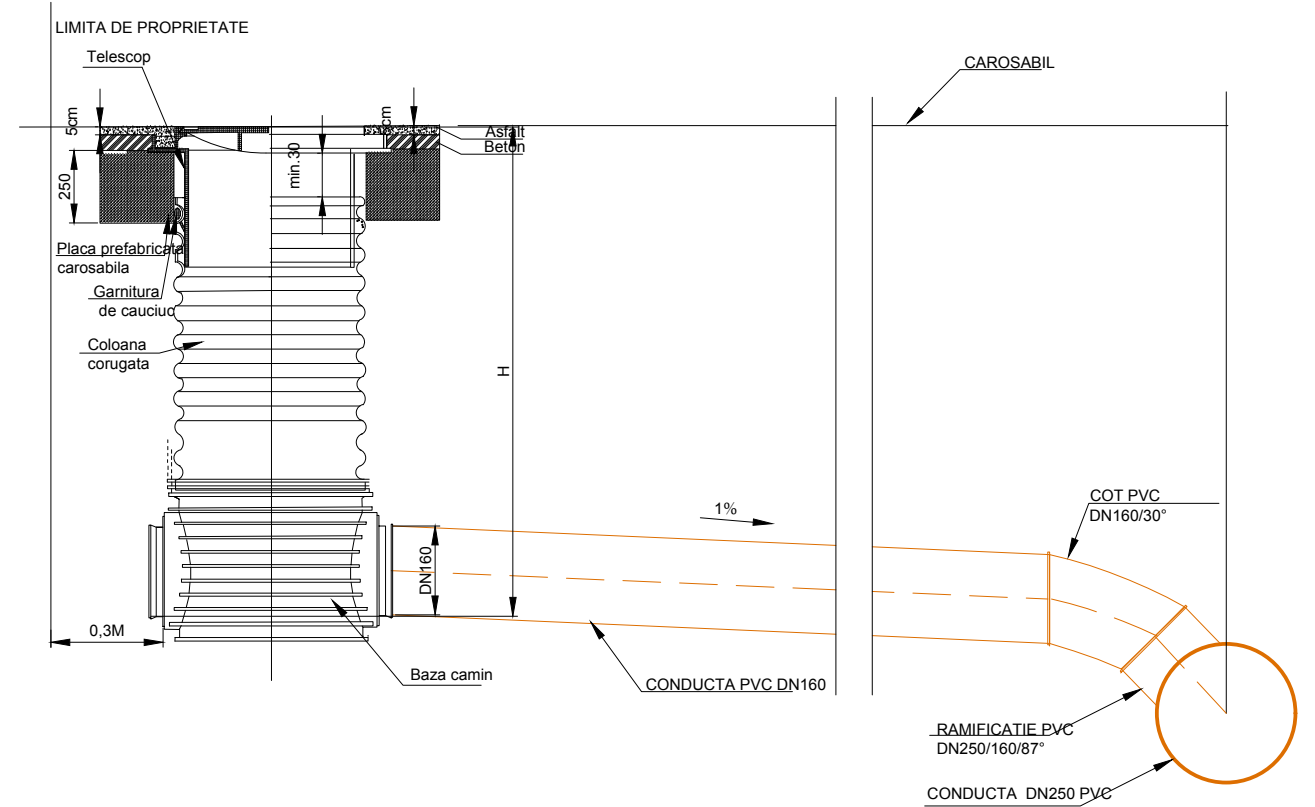 LIMITA DE PROPRIETATE
Telescop
CAROSABIL
5cm
5cm
Asfalt
Beton
min.30
250
Placa prefabricata
carosabila
Garnitura
de cauciuc
Coloana
corugata
H
1%
COT PVC
DN160/30°
DN160
0,3M
Baza camin
CONDUCTA PVC DN160
RAMIFICATIE PVC
DN250/160/87°
CONDUCTA DN250 PVC